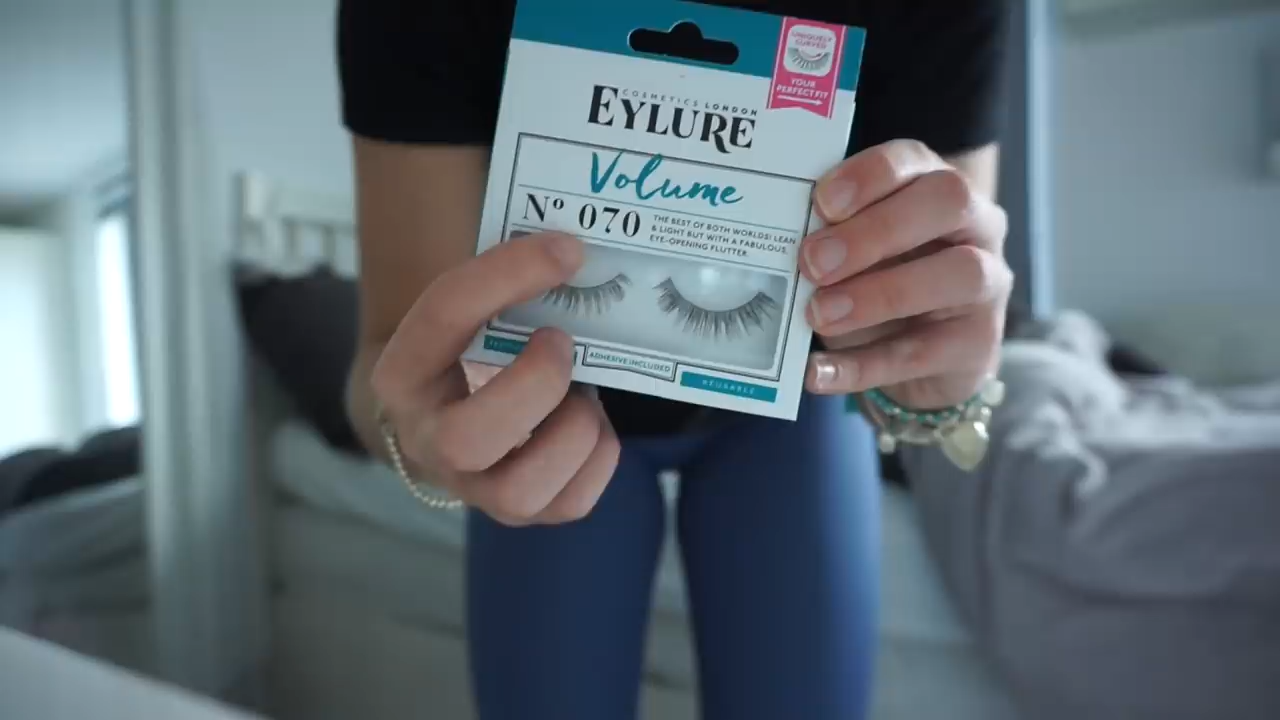 UNIQUELY
CURVED
YOUR
PERFECT FIT
COSMETICS LONDON
EYLURE
Volume
Nº 070
THE BEST OF BOTH WORLDS! LEAN
& LIGHT BUT WITH A FABULOUS,
EYE-OPENING FLUTTER.
ADHESIVE INCLUDED
REUSABLE